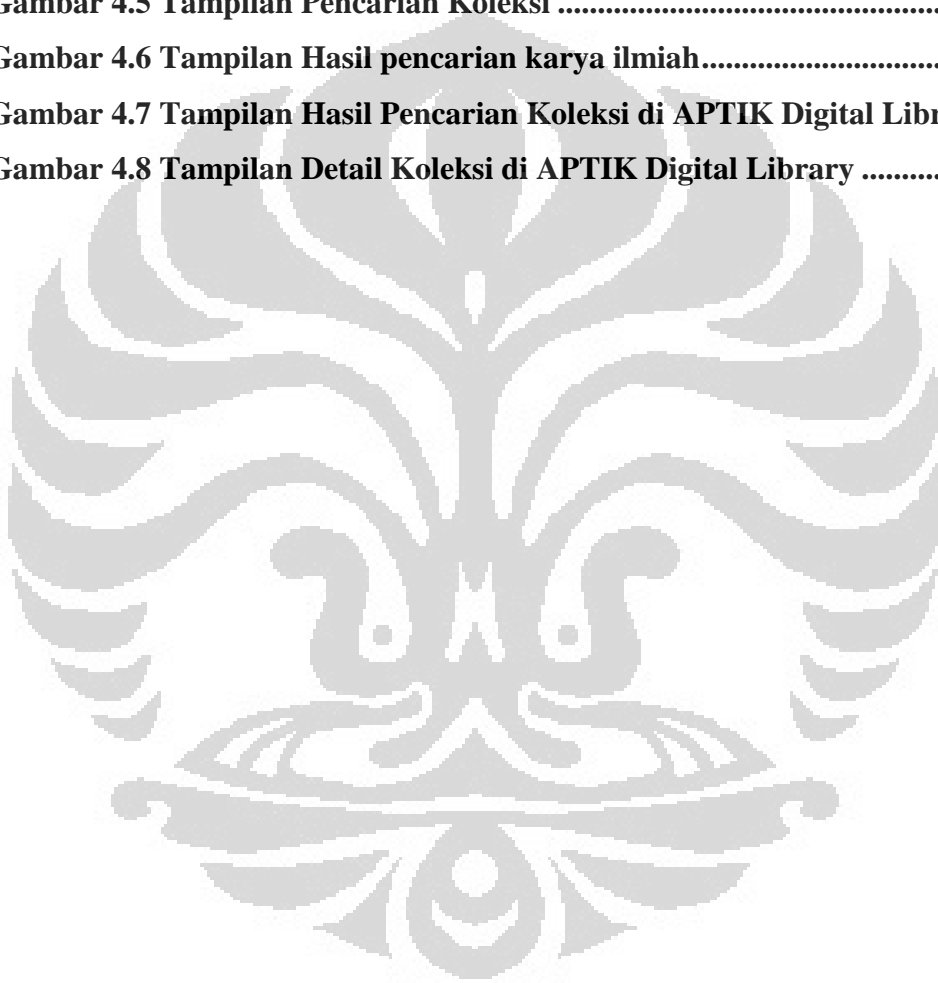 Gambar 4.5 Tampilan Pencarian Koleksi ................................................
Gambar 4.6 Tampilan Hasil pencarian karya ilmiah..............................
Gambar 4.7 Tampilan Hasil Pencarian Koleksi di APTIK Digital Libr
Gambar 4.8 Tampilan Detail Koleksi di APTIK Digital Library ..........